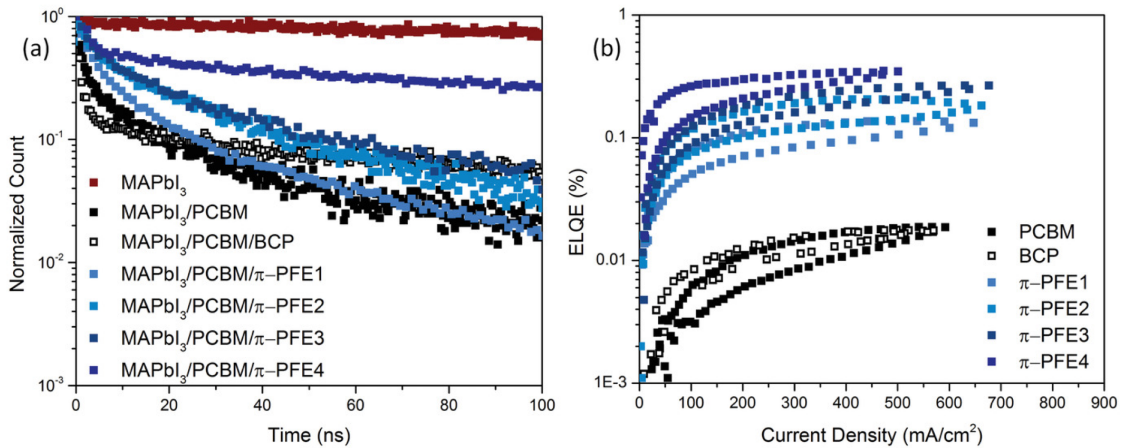 (a)
Normalized Count
10⁰
10⁻¹
10⁻²
10⁻³
MAPbI₃
MAPbI₃/PCBM
MAPbI₃/PCBM/BCP
MAPbI₃/PCBM/π–PFE1
MAPbI₃/PCBM/π–PFE2
MAPbI₃/PCBM/π–PFE3
MAPbI₃/PCBM/π–PFE4
0 20 40 60 80 100
Time (ns)
(b)
ELQE (%)
1
0.1
0.01
1E-3
PCBM
BCP
π–PFE1
π–PFE2
π–PFE3
π–PFE4
0 100 200 300 400 500 600 700 800 900
Current Density (mA/cm²)